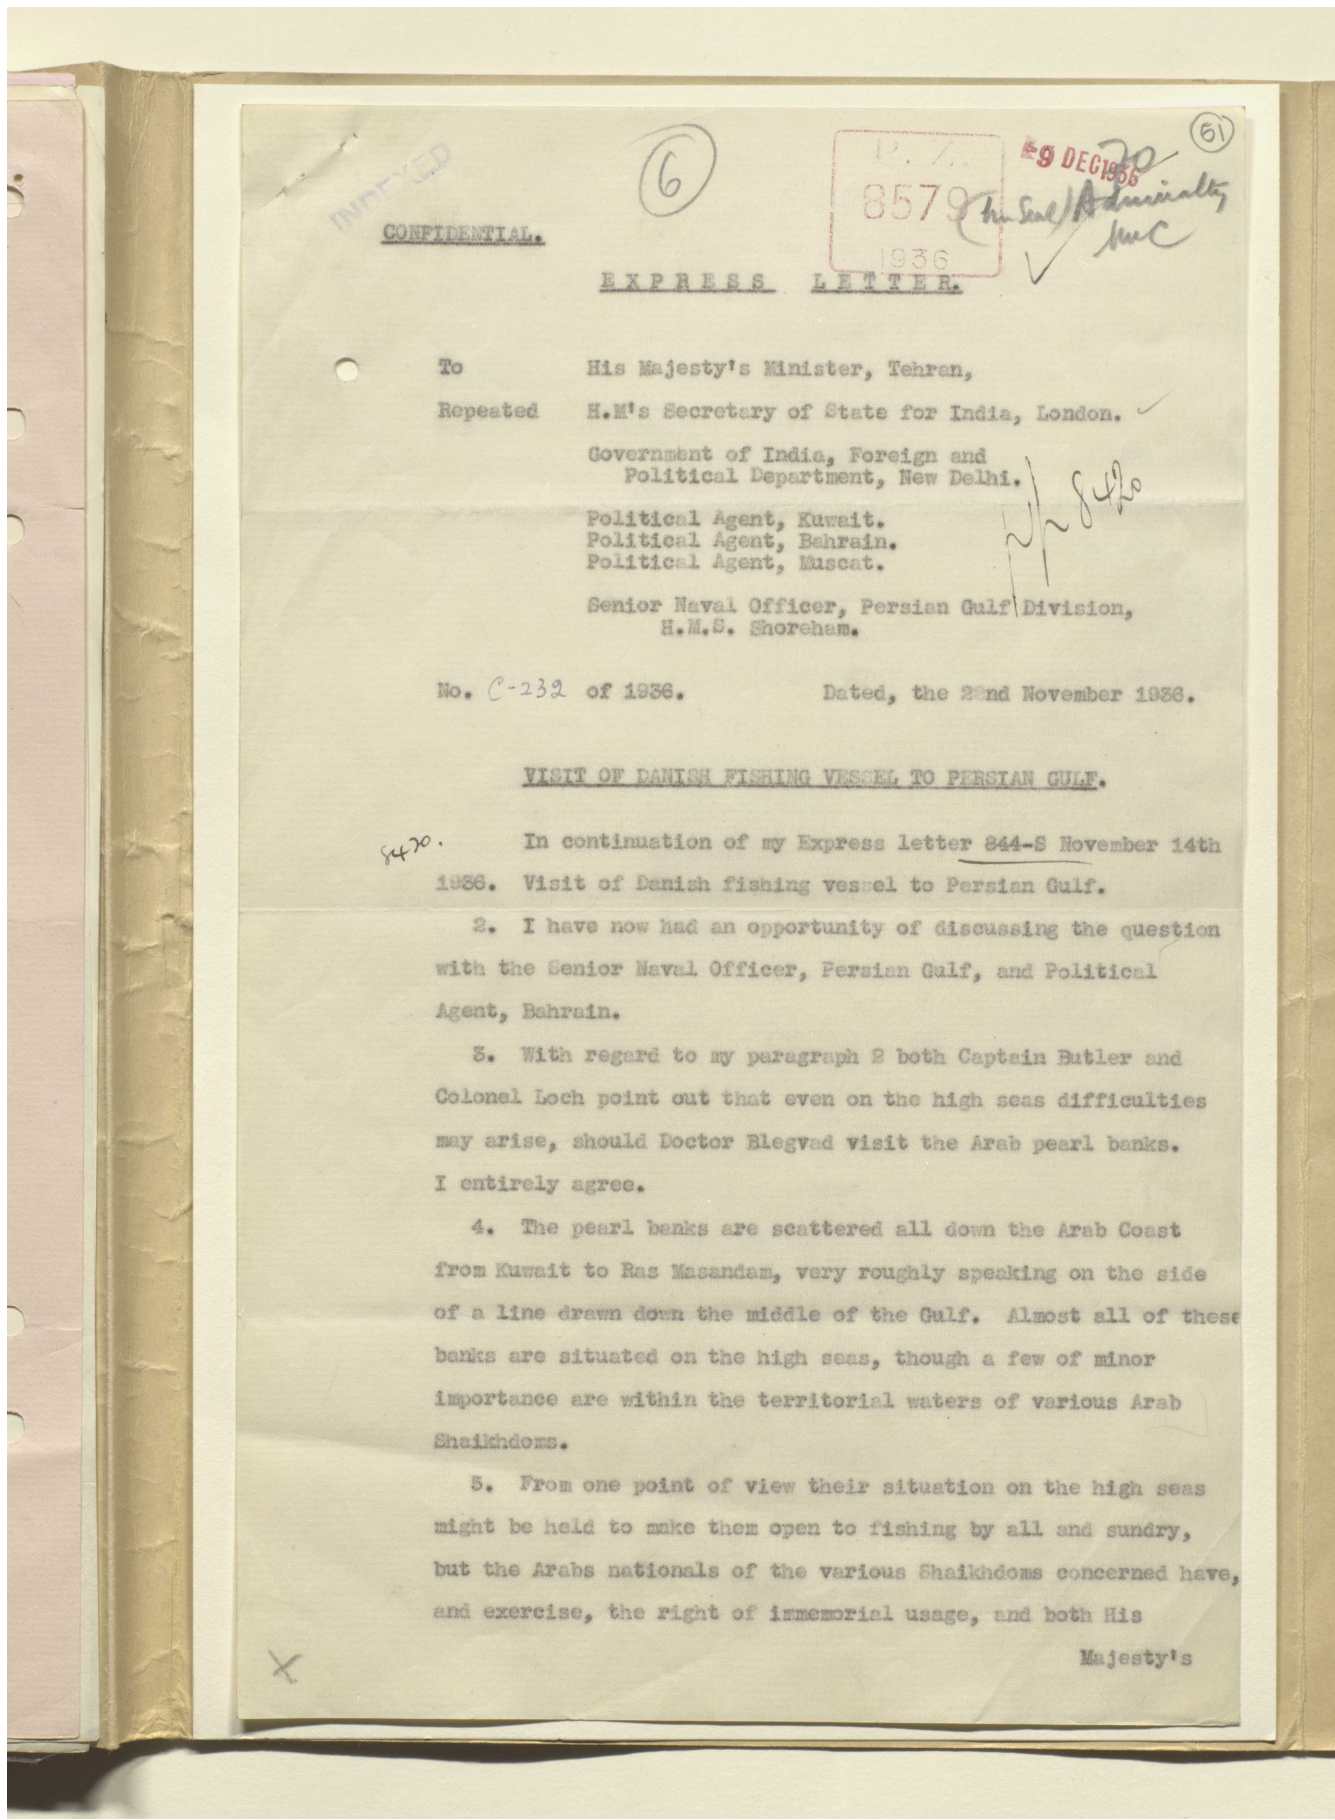 61
6
INDEXED
P. Z.
8579
1936
-9 DEC 1936
Admiralty
CONFIDENTIAL.
EXPRESS LETTER.
To His Majesty's Minister, Tehran,
Repeated H.M's Secretary of State for India, London.
Government of India, Foreign and
Political Department, New Delhi.
8420
Political Agent, Kuwait.
Political Agent, Bahrain.
Political Agent, Muscat.
Senior Naval Officer, Persian Gulf Division,
H.M.S. Shoreham.
No. C-232 of 1936. Dated, the 22nd November 1936.
VISIT OF DANISH FISHING VESSEL TO PERSIAN GULF.
8420. In continuation of my Express letter 844-S November 14th
1936. Visit of Danish fishing vessel to Persian Gulf.
2. I have now had an opportunity of discussing the question
with the Senior Naval Officer, Persian Gulf, and Political
Agent, Bahrain.
3. With regard to my paragraph 2 both Captain Butler and
Colonel Loch point out that even on the high seas difficulties
may arise, should Doctor Blegvad visit the Arab pearl banks.
I entirely agree.
4. The pearl banks are scattered all down the Arab Coast
from Kuwait to Ras Masandam, very roughly speaking on the side
of a line drawn down the middle of the Gulf. Almost all of these
banks are situated on the high seas, though a few of minor
importance are within the territorial waters of various Arab
Shaikhdoms.
5. From one point of view their situation on the high seas
might be held to make them open to fishing by all and sundry,
but the Arabs nationals of the various Shaikhdoms concerned have,
and exercise, the right of immemorial usage, and both His
Majesty's